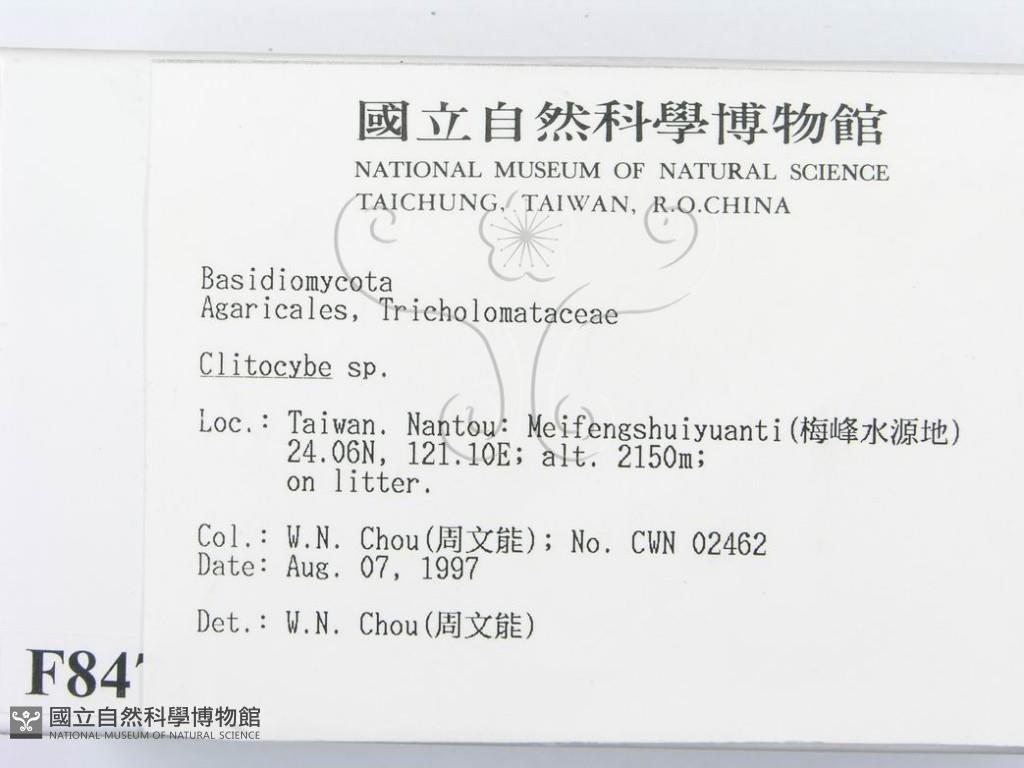 國立自然科學博物館
NATIONAL MUSEUM OF NATURAL SCIENCE
TAICHUNG, TAIWAN, R.O.CHINA
Basidiomycota
Agaricales, Tricholomataceae
Clitocybe sp.
Loc.: Taiwan. Nantou: Meifengshuiyuanti(梅峰水源地)
24.06N, 121.10E; alt. 2150m;
on litter.
Col.: W.N. Chou(周文能); No. CWN 02462
Date: Aug. 07, 1997
Det.: W.N. Chou(周文能)
F847
國立自然科學博物館
NATIONAL MUSEUM OF NATURAL SCIENCE